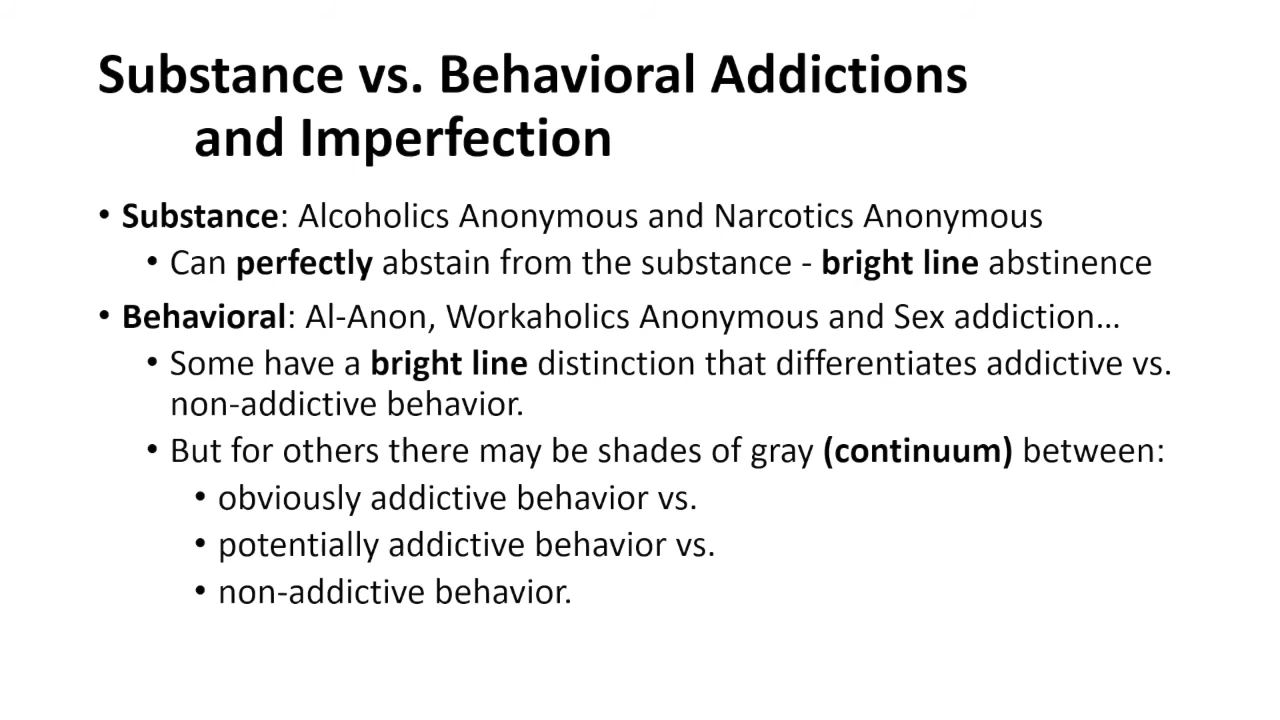 Substance vs. Behavioral Addictions
and Imperfection
• Substance: Alcoholics Anonymous and Narcotics Anonymous
• Can perfectly abstain from the substance - bright line abstinence
• Behavioral: Al-Anon, Workaholics Anonymous and Sex addiction...
• Some have a bright line distinction that differentiates addictive vs.
non-addictive behavior.
• But for others there may be shades of gray (continuum) between:
• obviously addictive behavior vs.
• potentially addictive behavior vs.
• non-addictive behavior.